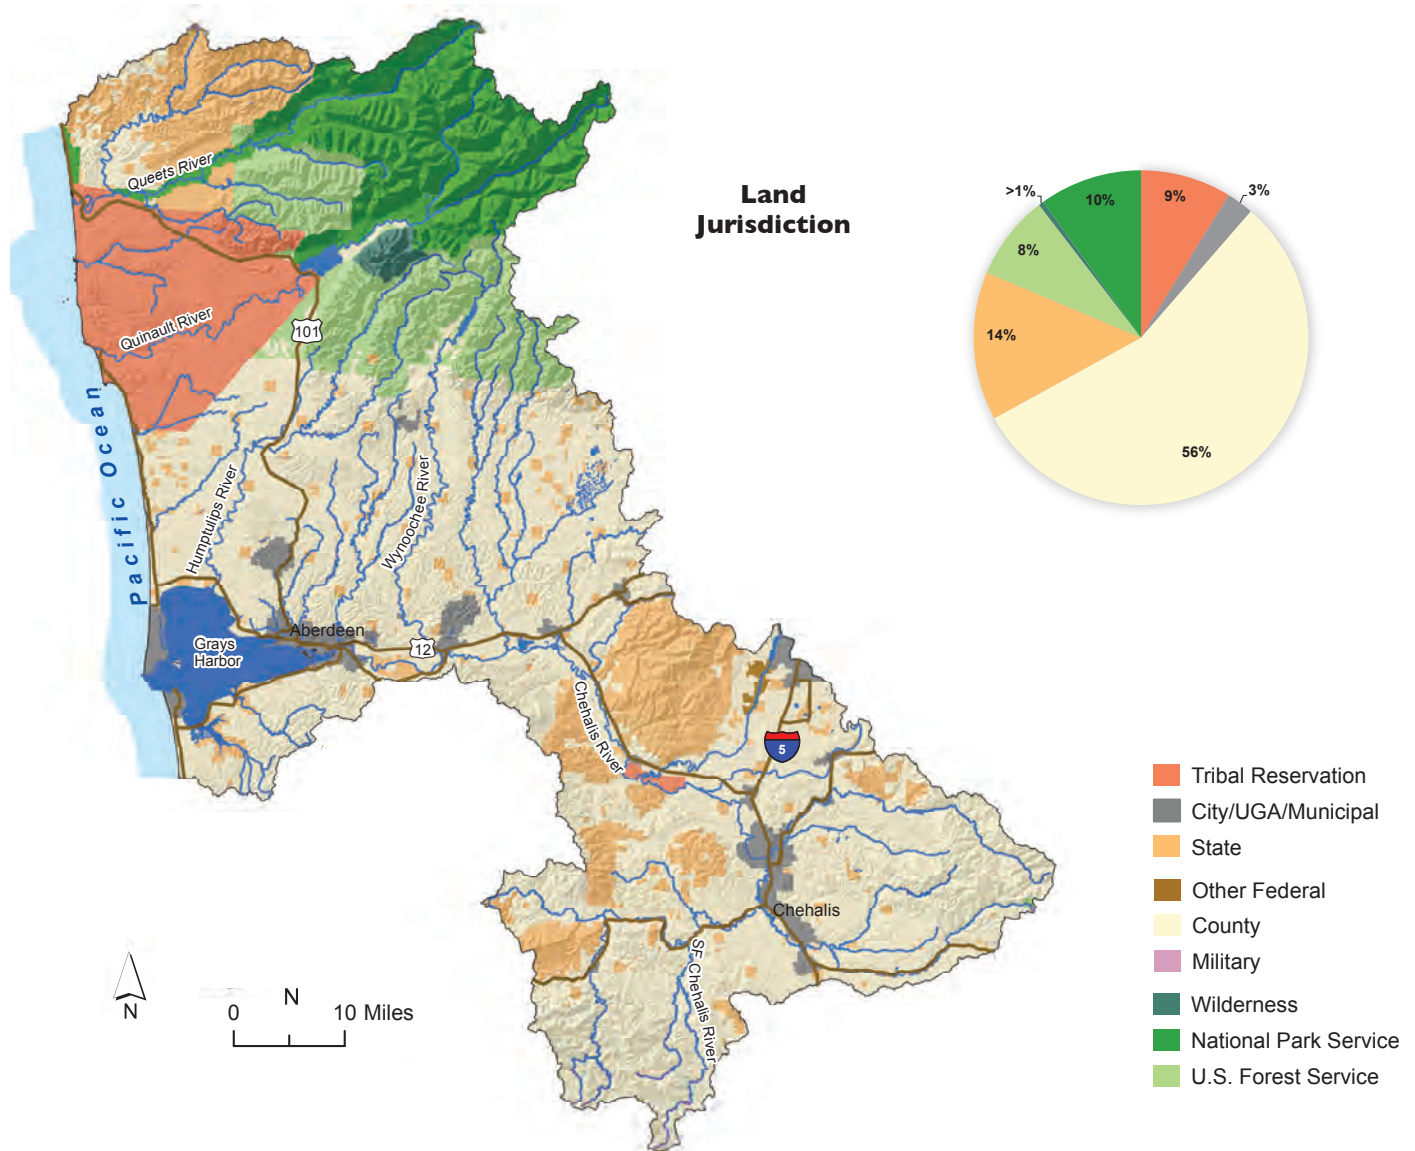 Land
Jurisdiction
>1%
10%
9%
3%
8%
14%
56%
Queets River
Quinault River
101
Pacific Ocean
Humptulips River
Wynoochee River
Grays
Harbor
Aberdeen
12
Chehalis River
5
Chehalis
SF Chehalis River
N
N
0
10 Miles
Tribal Reservation
City/UGA/Municipal
State
Other Federal
County
Military
Wilderness
National Park Service
U.S. Forest Service